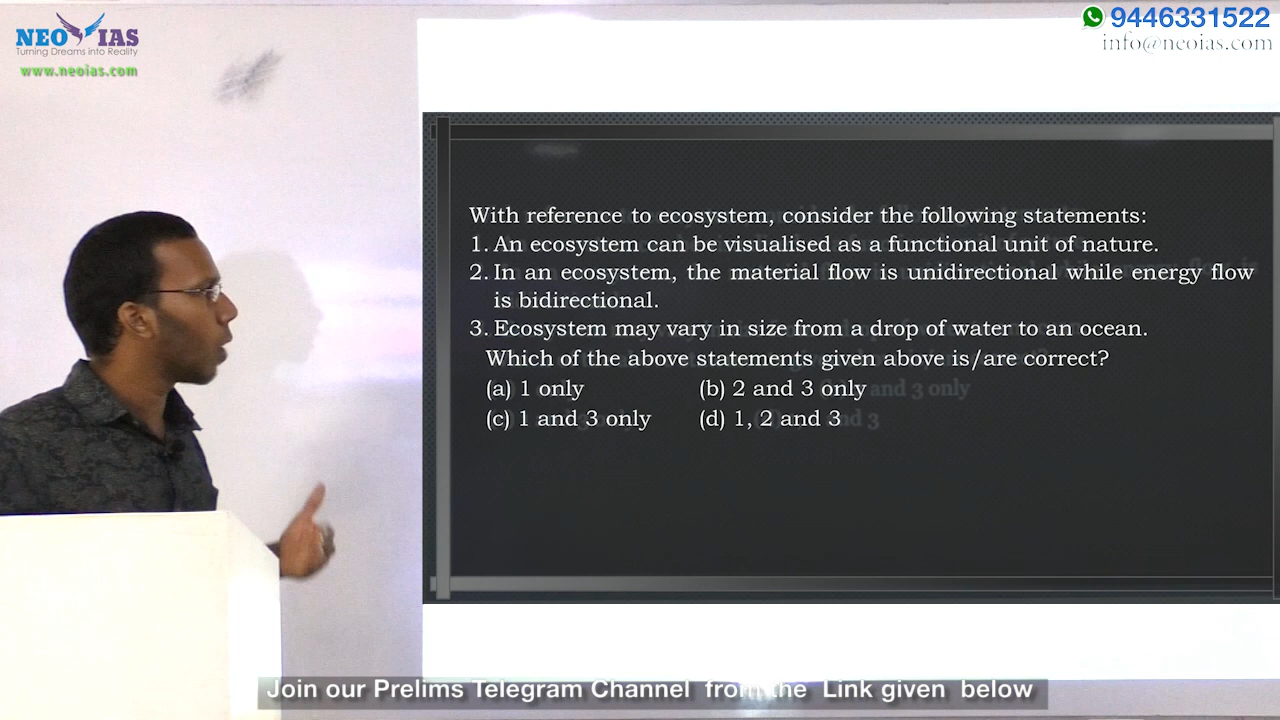 NEO IAS
Turning Dreams into Reality
www.neoias.com
9446331522
info@neoias.com
With reference to ecosystem, consider the following statements:
1. An ecosystem can be visualised as a functional unit of nature.
2. In an ecosystem, the material flow is unidirectional while energy flow
is bidirectional.
3. Ecosystem may vary in size from a drop of water to an ocean.
Which of the above statements given above is/are correct?
(a) 1 only (b) 2 and 3 only
(c) 1 and 3 only (d) 1, 2 and 3
Join our Prelims Telegram Channel from the Link given below